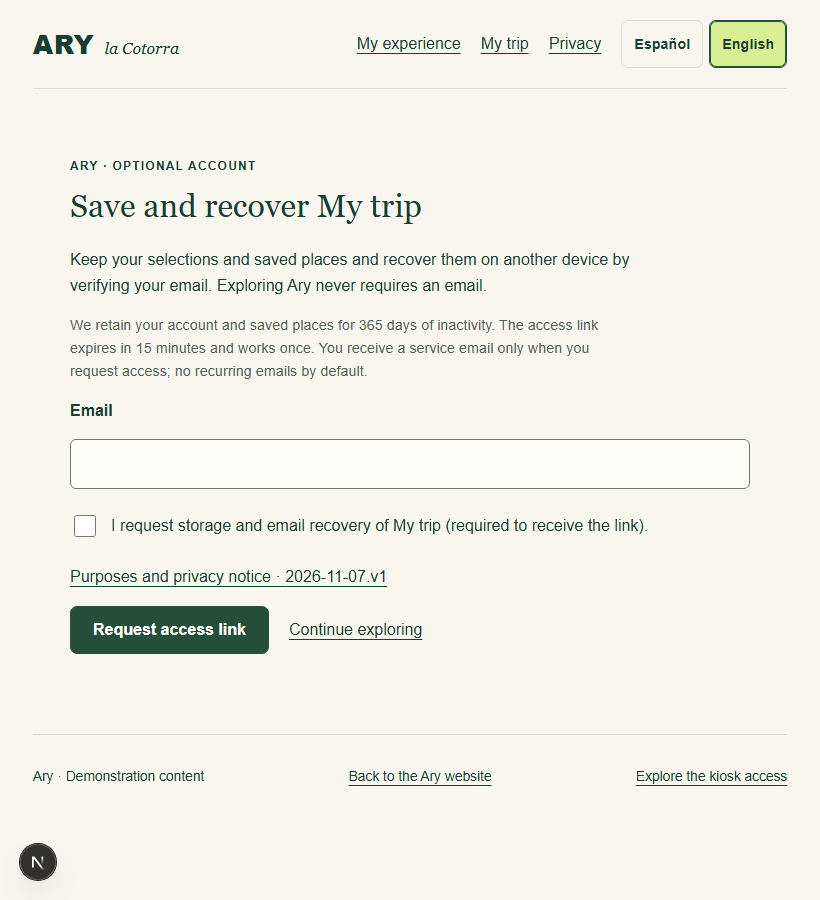 ARY la Cotorra
My experience My trip Privacy Español English
ARY · OPTIONAL ACCOUNT
Save and recover My trip
Keep your selections and saved places and recover them on another device by
verifying your email. Exploring Ary never requires an email.
We retain your account and saved places for 365 days of inactivity. The access link
expires in 15 minutes and works once. You receive a service email only when you
request access; no recurring emails by default.
Email
I request storage and email recovery of My trip (required to receive the link).
Purposes and privacy notice · 2026-11-07.v1
Request access link Continue exploring
Ary · Demonstration content Back to the Ary website Explore the kiosk access
N